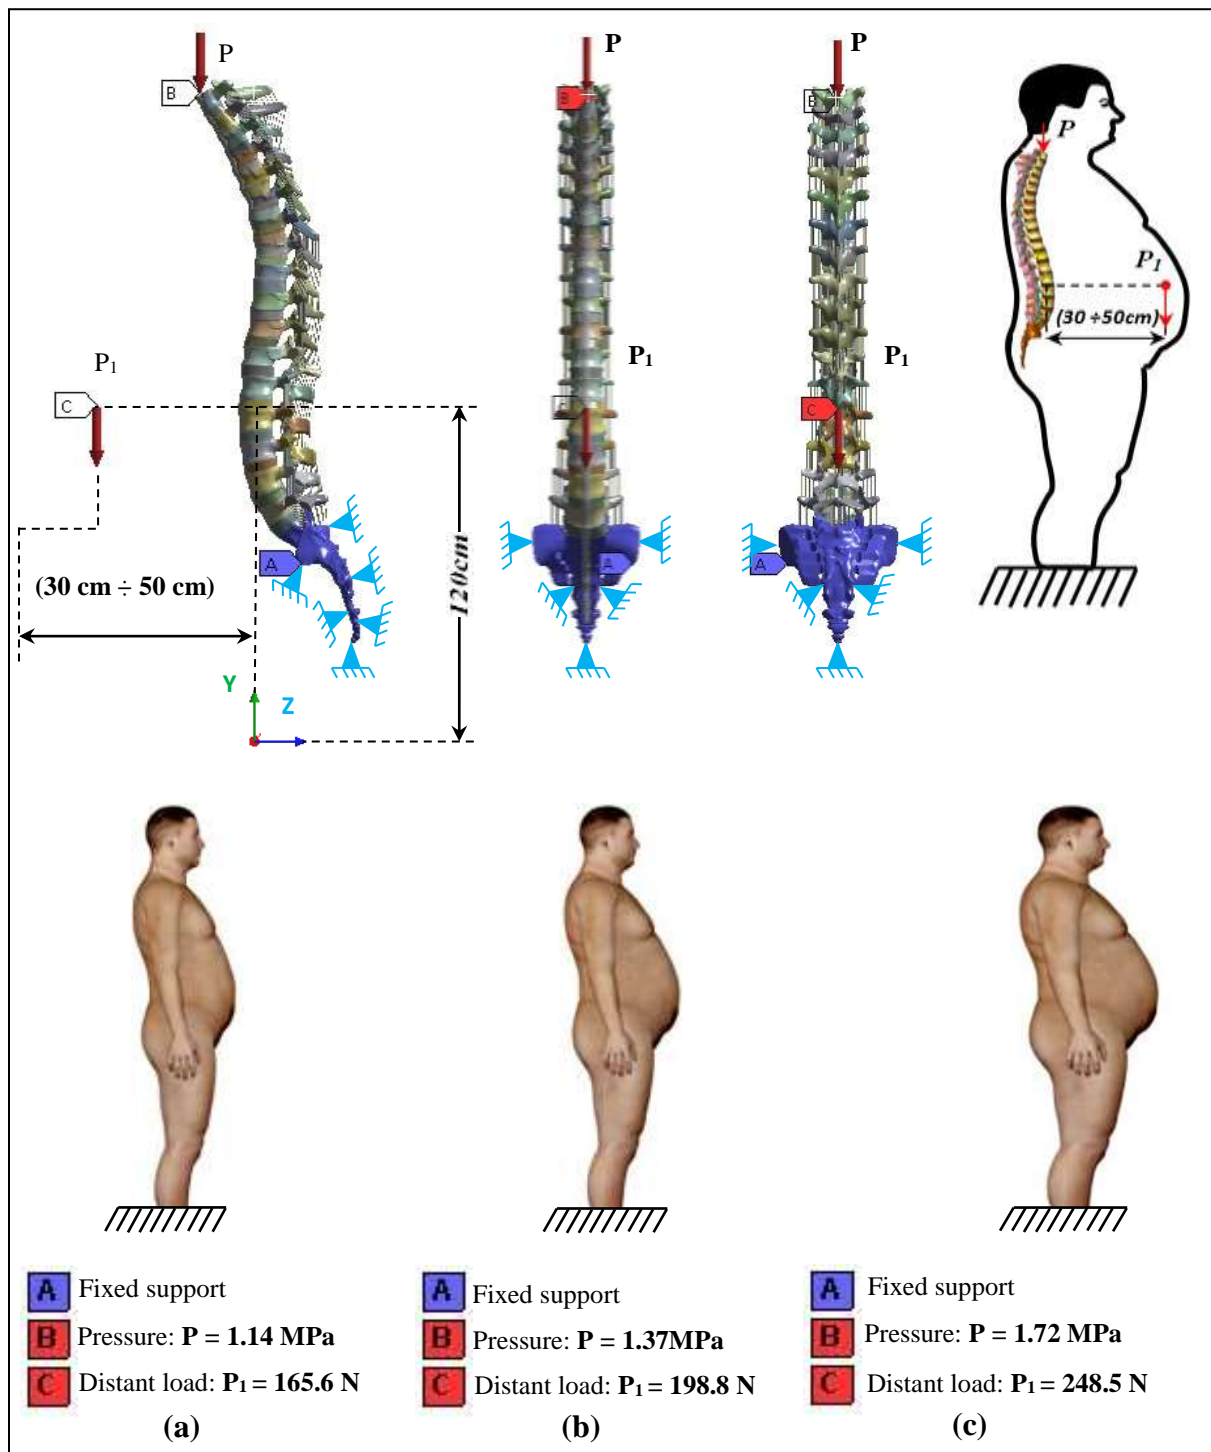 P
B
P₁
C
A
(30 cm ÷ 50 cm)
120cm
Y
Z
P
B
P₁
A
P
B
P₁
C
A
P
P₁
(30 ÷50cm)
A Fixed support
B Pressure: P = 1.14 MPa
C Distant load: P₁ = 165.6 N
(a)
A Fixed support
B Pressure: P = 1.37MPa
C Distant load: P₁ = 198.8 N
(b)
A Fixed support
B Pressure: P = 1.72 MPa
C Distant load: P₁ = 248.5 N
(c)